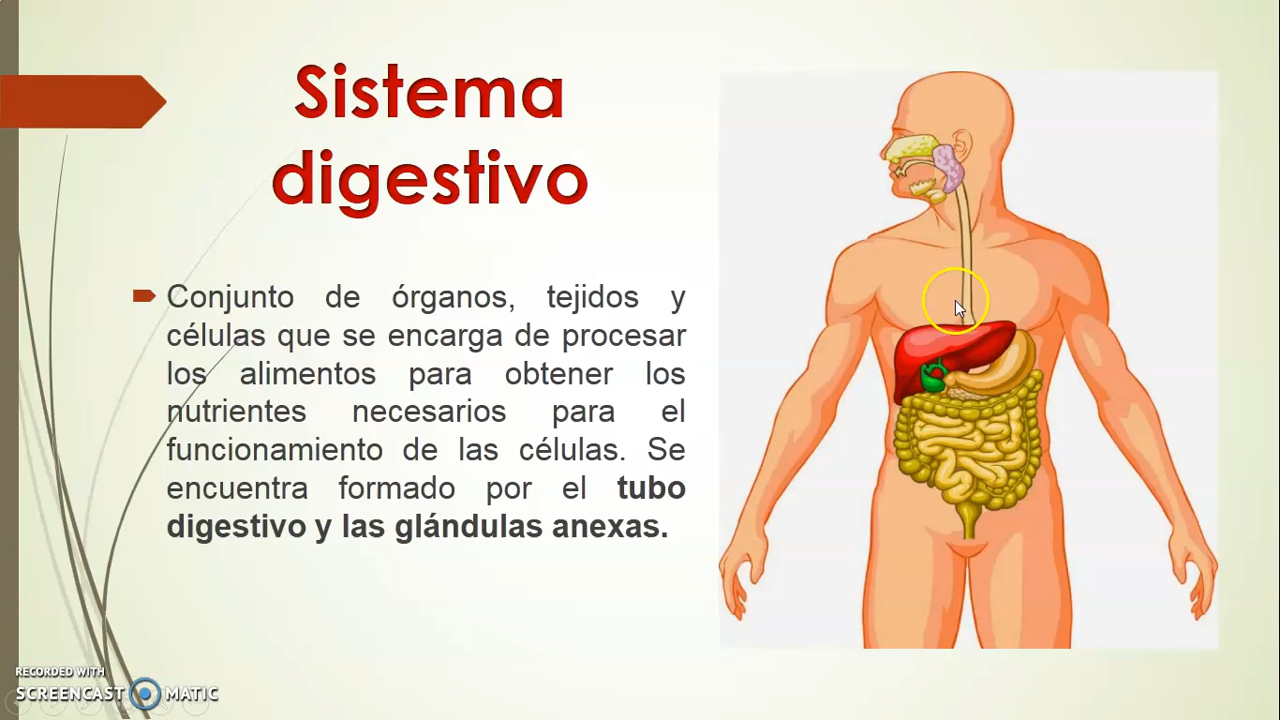 Sistema
digestivo
Conjunto de órganos, tejidos y
células que se encarga de procesar
los alimentos para obtener los
nutrientes necesarios para el
funcionamiento de las células. Se
encuentra formado por el tubo
digestivo y las glándulas anexas.
RECORDED WITH
SCREENCAST MATIC